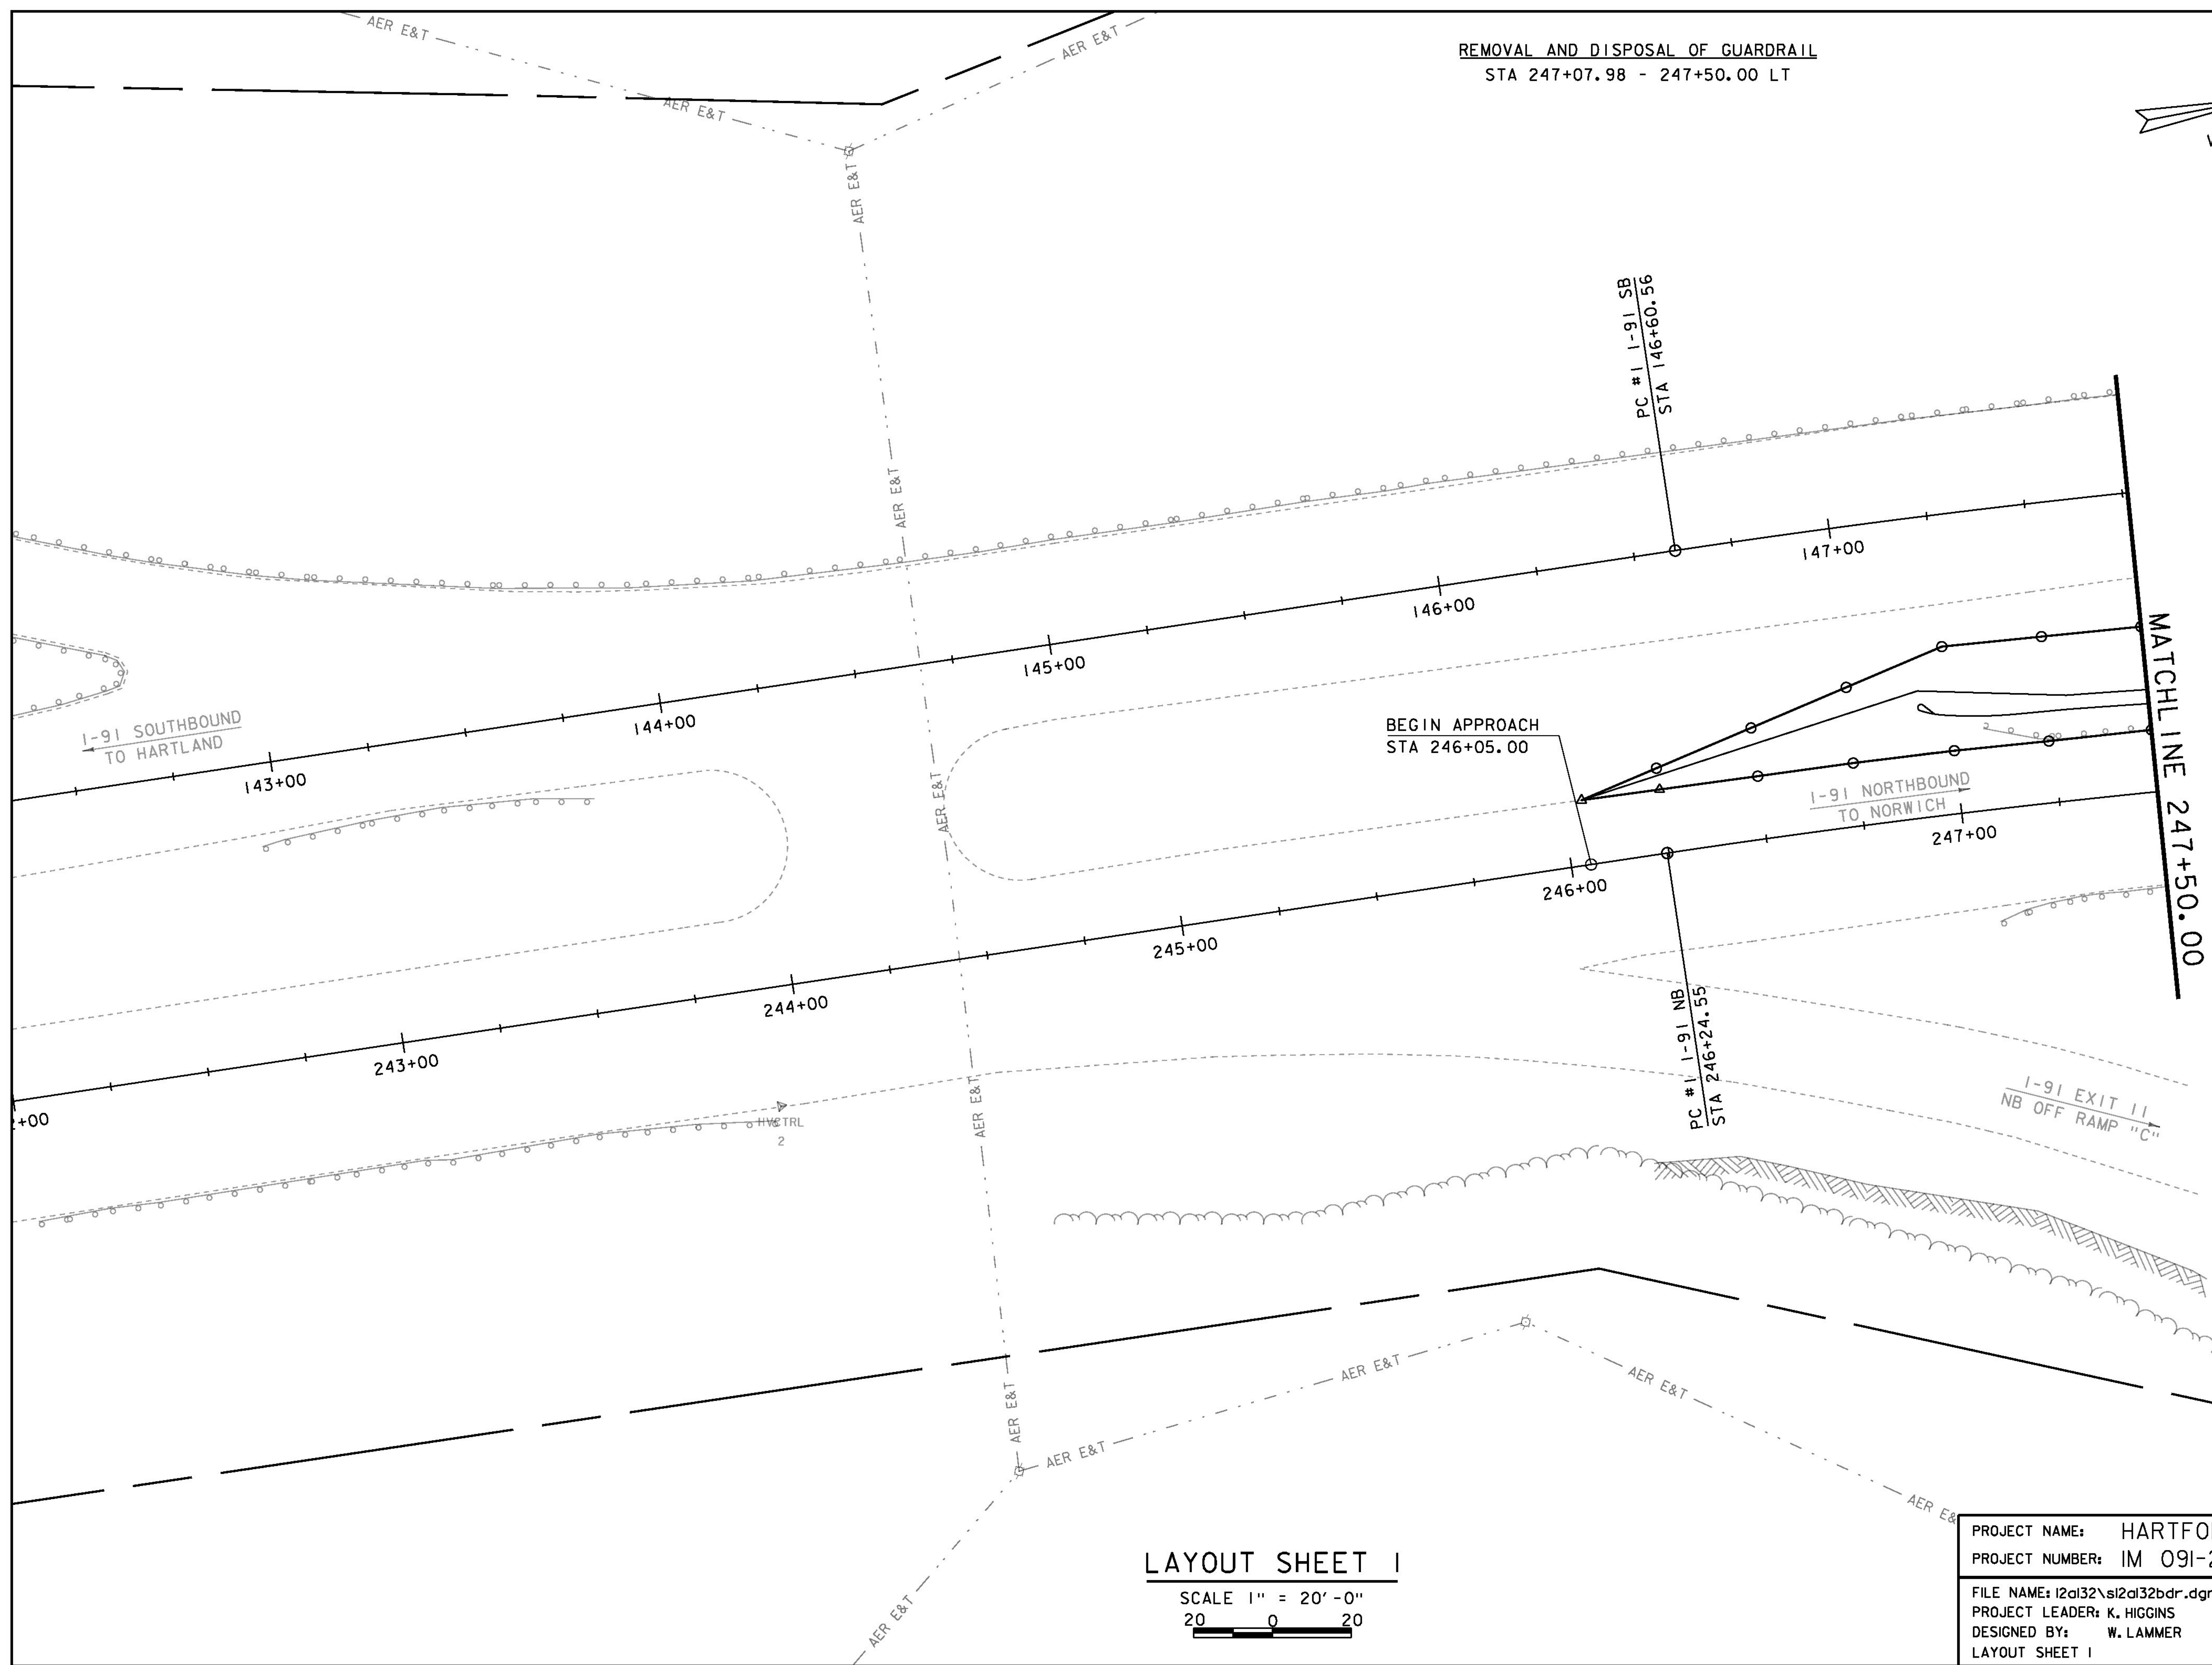 REMOVAL AND DISPOSAL OF GUARDRAIL
STA 247+07.98 - 247+50.00 LT
AER E&T
AER E&T
AER E&T
AER E&T
AER E&T
AER E&T
AER E&T
AER E&T
AER E&T
AER E&T
AER E&T
AER E&T
PC #1 I-91 SB
STA 146+60.56
147+00
146+00
145+00
144+00
143+00
I-91 SOUTHBOUND
TO HARTLAND
BEGIN APPROACH
STA 246+05.00
I-91 NORTHBOUND
TO NORWICH
MATCHLINE 247+50.00
247+00
246+00
245+00
244+00
243+00
2+00
PC #1 I-91 NB
STA 246+24.55
HVCTRL
2
I-91 EXIT 11
NB OFF RAMP "C"
LAYOUT SHEET 1
SCALE 1" = 20'-0"
20 0 20
PROJECT NAME:
PROJECT NUMBER: IM
FILE NAME: 12a132\s12a132bdr.dgn
PROJECT LEADER: K. HIGGINS
DESIGNED BY: W. LAMMER
LAYOUT SHEET 1